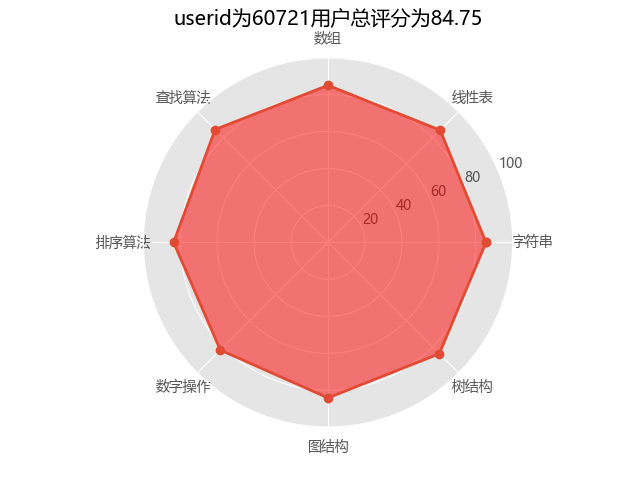 userid为60721用户总评分为84.75
数组
查找算法
线性表
100
80
60
40
20
排序算法
字符串
数字操作
树结构
图结构